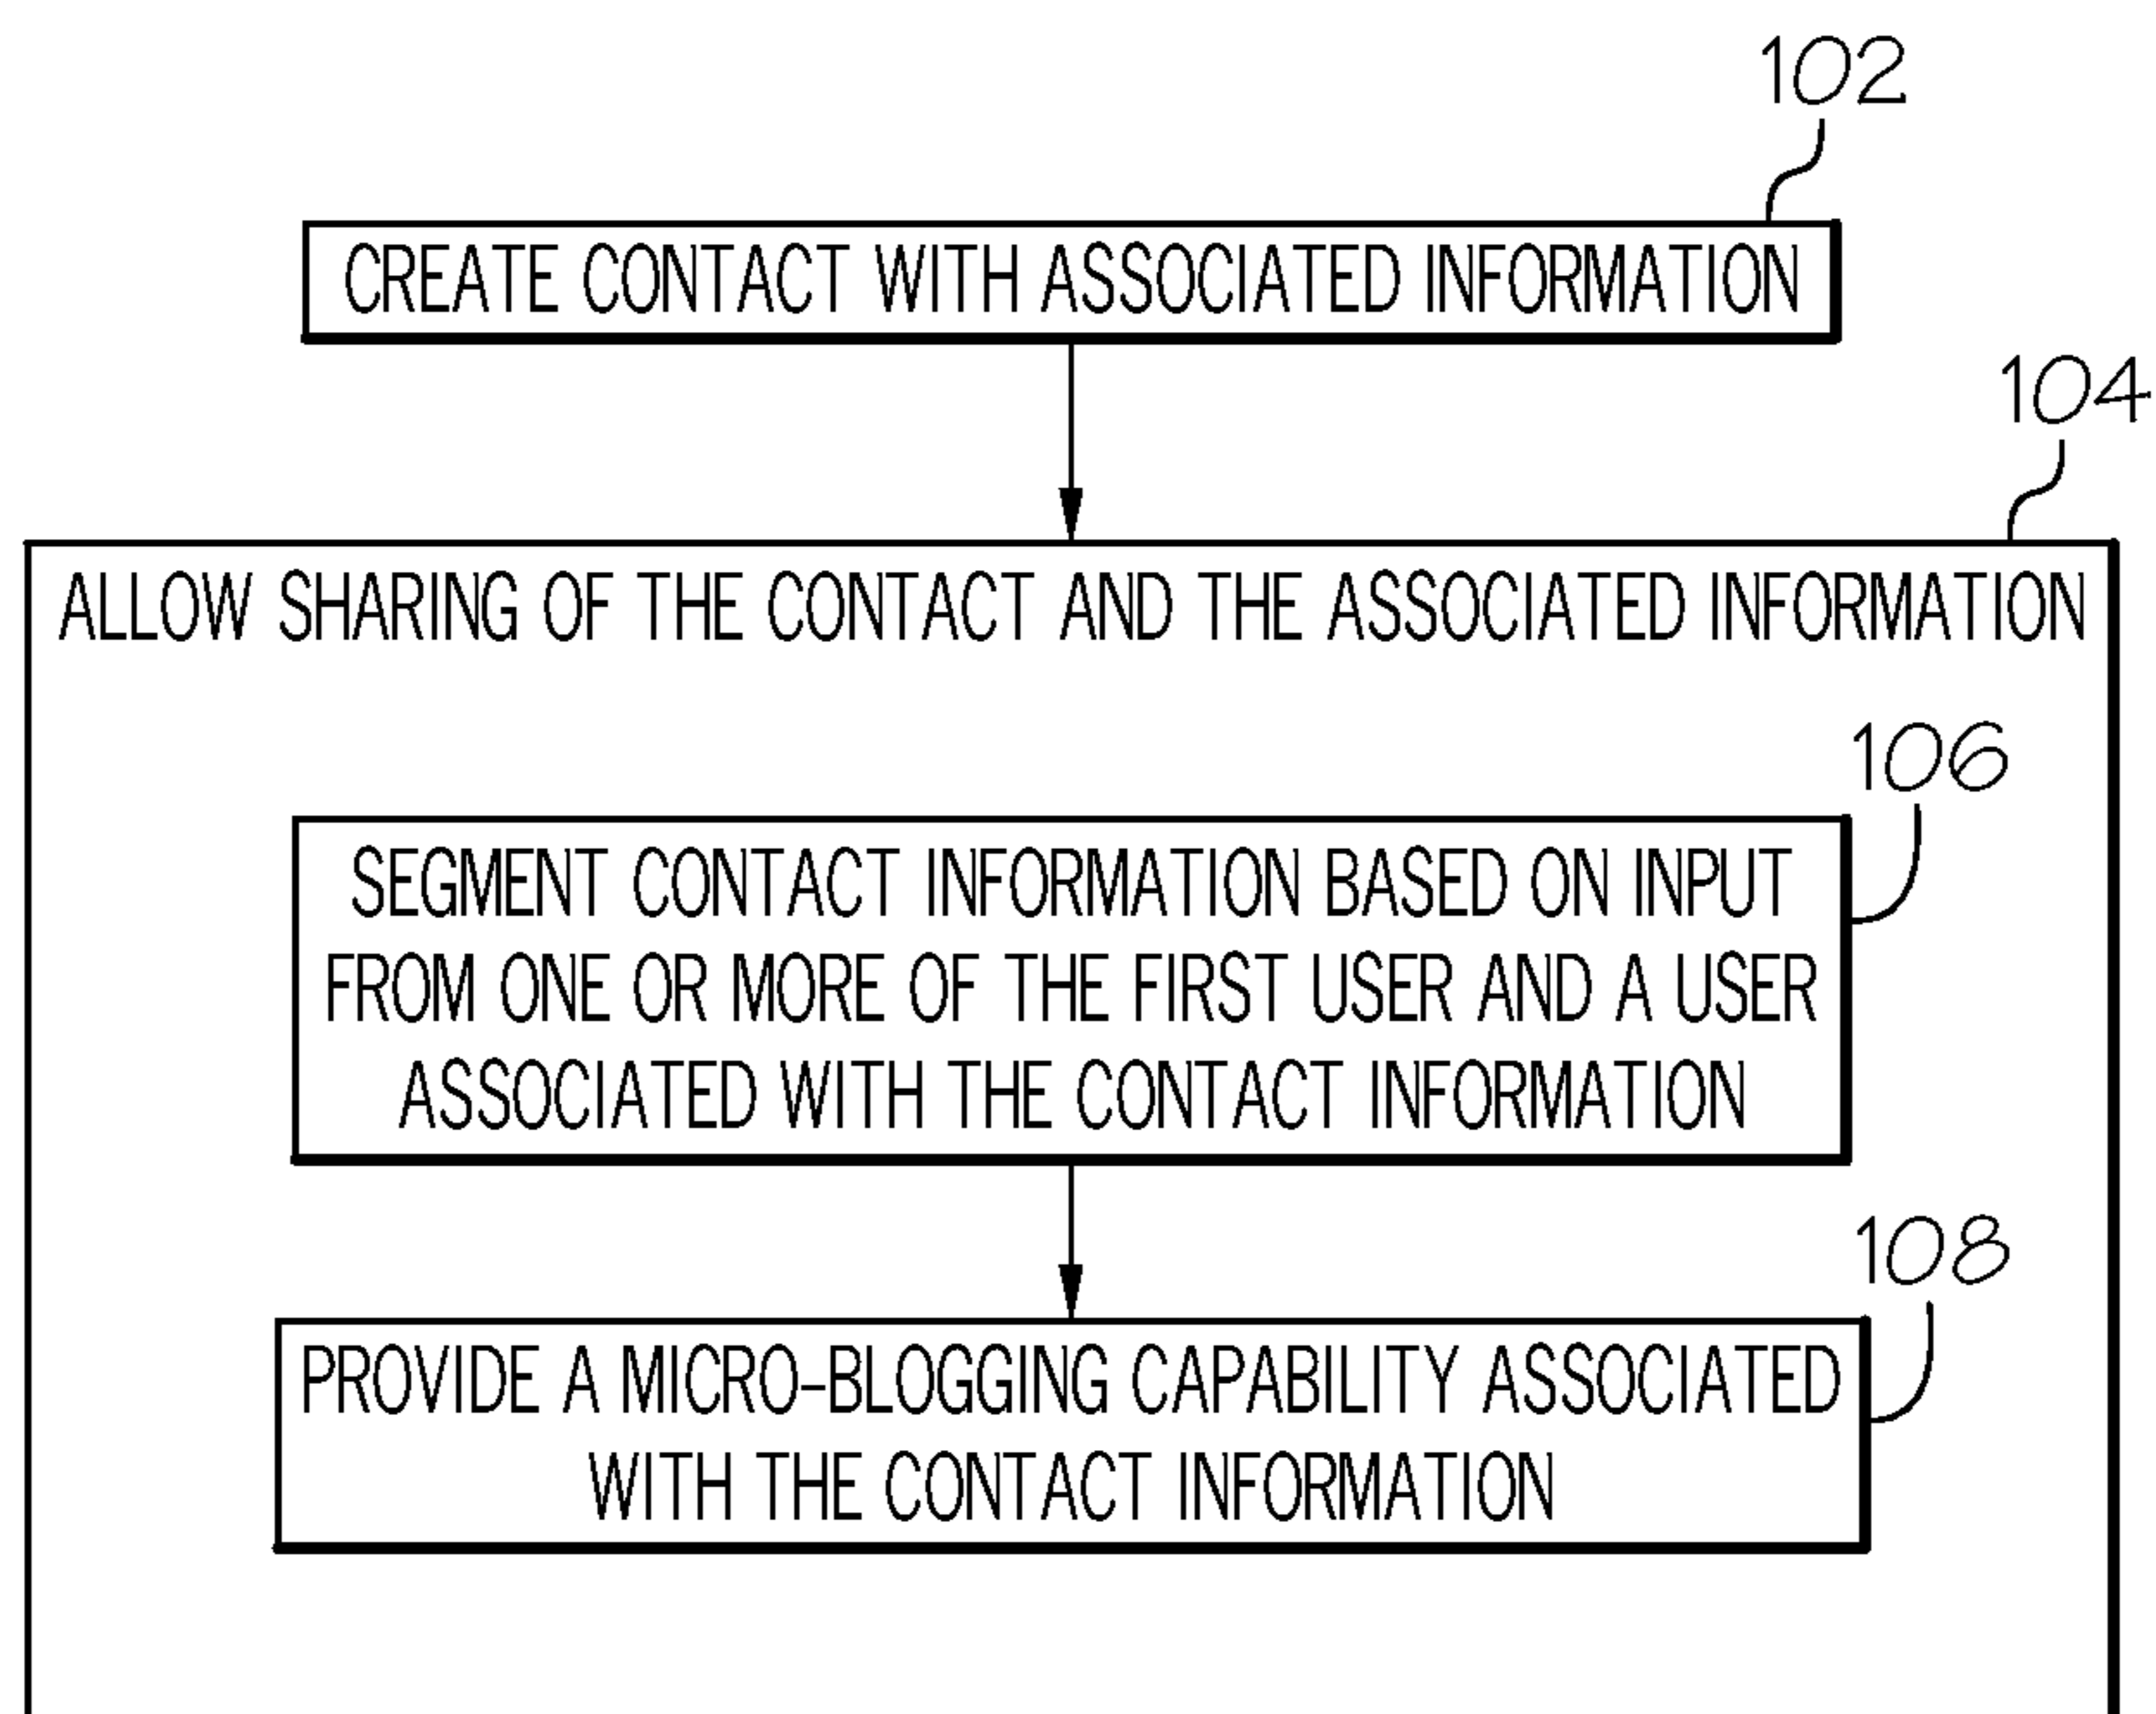 102
CREATE CONTACT WITH ASSOCIATED INFORMATION
104
ALLOW SHARING OF THE CONTACT AND THE ASSOCIATED INFORMATION
106
SEGMENT CONTACT INFORMATION BASED ON INPUT
FROM ONE OR MORE OF THE FIRST USER AND A USER
ASSOCIATED WITH THE CONTACT INFORMATION
108
PROVIDE A MICRO-BLOGGING CAPABILITY ASSOCIATED
WITH THE CONTACT INFORMATION